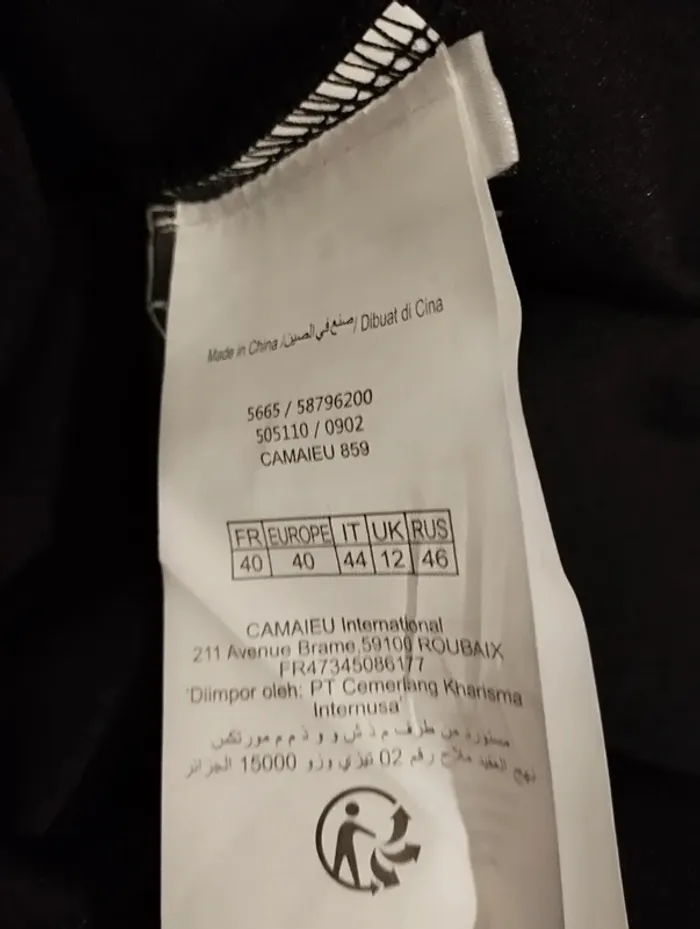 Made in China /صنع في الصين/ Dibuat di Cina
5665 / 58796200
505110 / 0902
CAMAIEU 859
FR EUROPE IT UK RUS
40 40 44 12 46
CAMAIEU International
211 Avenue Brame,59100 ROUBAIX
FR47345086177
'Diimpor oleh: PT Cemerlang Kharisma
Internusa'
مستوردة من طرف م ذ ش و و ذ م م مور تكس
نهج العقيد ملاح رقم 02 تيزي وزو 15000 الجزائر